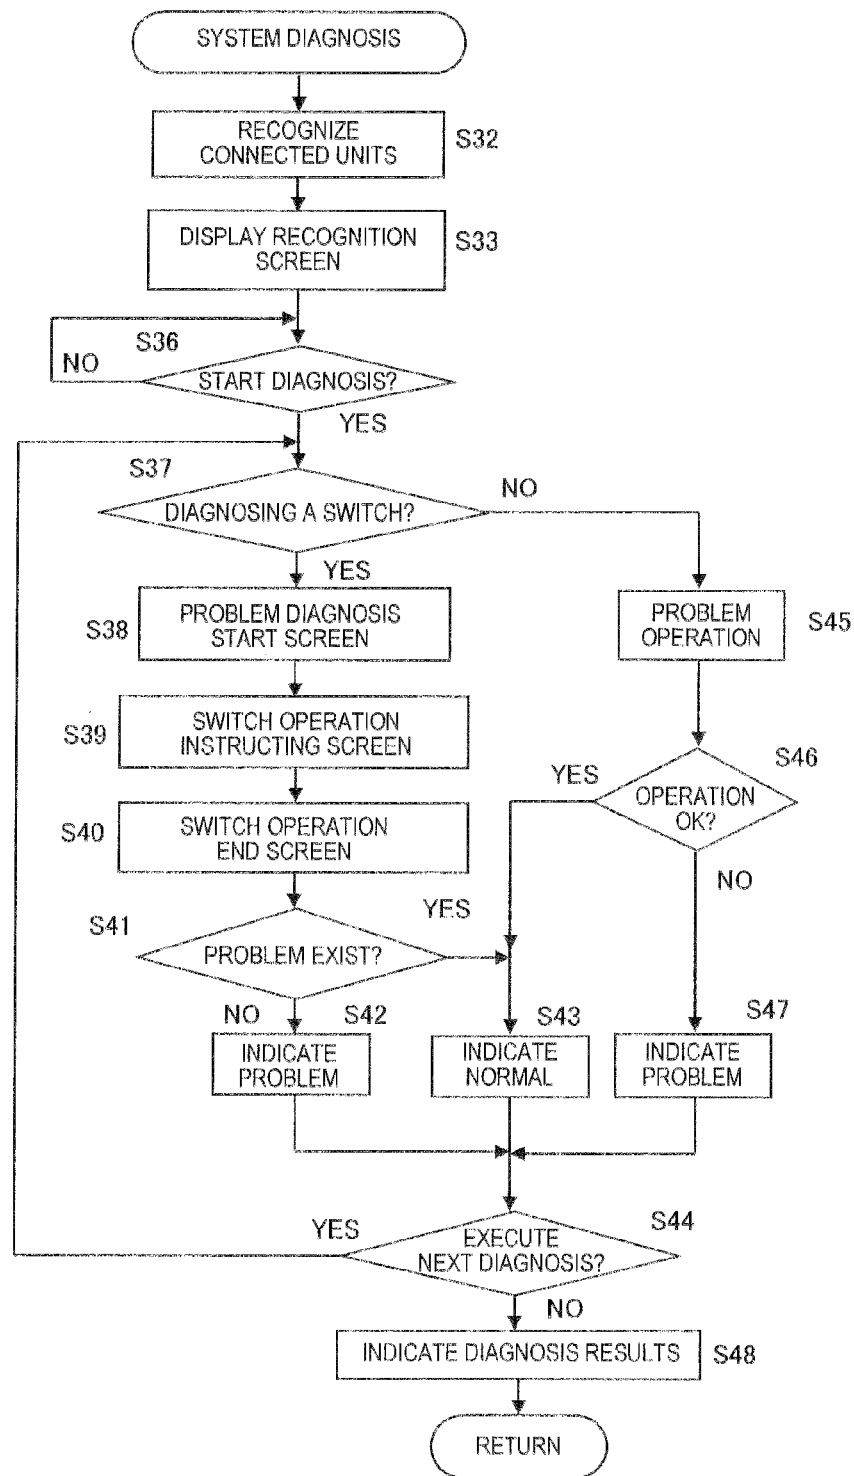 SYSTEM DIAGNOSIS
RECOGNIZE
CONNECTED UNITS
S32
DISPLAY RECOGNITION
SCREEN
S33
S36
NO
START DIAGNOSIS?
YES
S37
NO
DIAGNOSING A SWITCH?
YES
S38
PROBLEM DIAGNOSIS
START SCREEN
PROBLEM
OPERATION
S45
S39
SWITCH OPERATION
INSTRUCTING SCREEN
S46
YES
OPERATION
OK?
NO
S40
SWITCH OPERATION
END SCREEN
S41
YES
PROBLEM EXIST?
NO
S42
INDICATE
PROBLEM
S43
INDICATE
NORMAL
S47
INDICATE
PROBLEM
YES
S44
EXECUTE
NEXT DIAGNOSIS?
NO
INDICATE DIAGNOSIS RESULTS
S48
RETURN